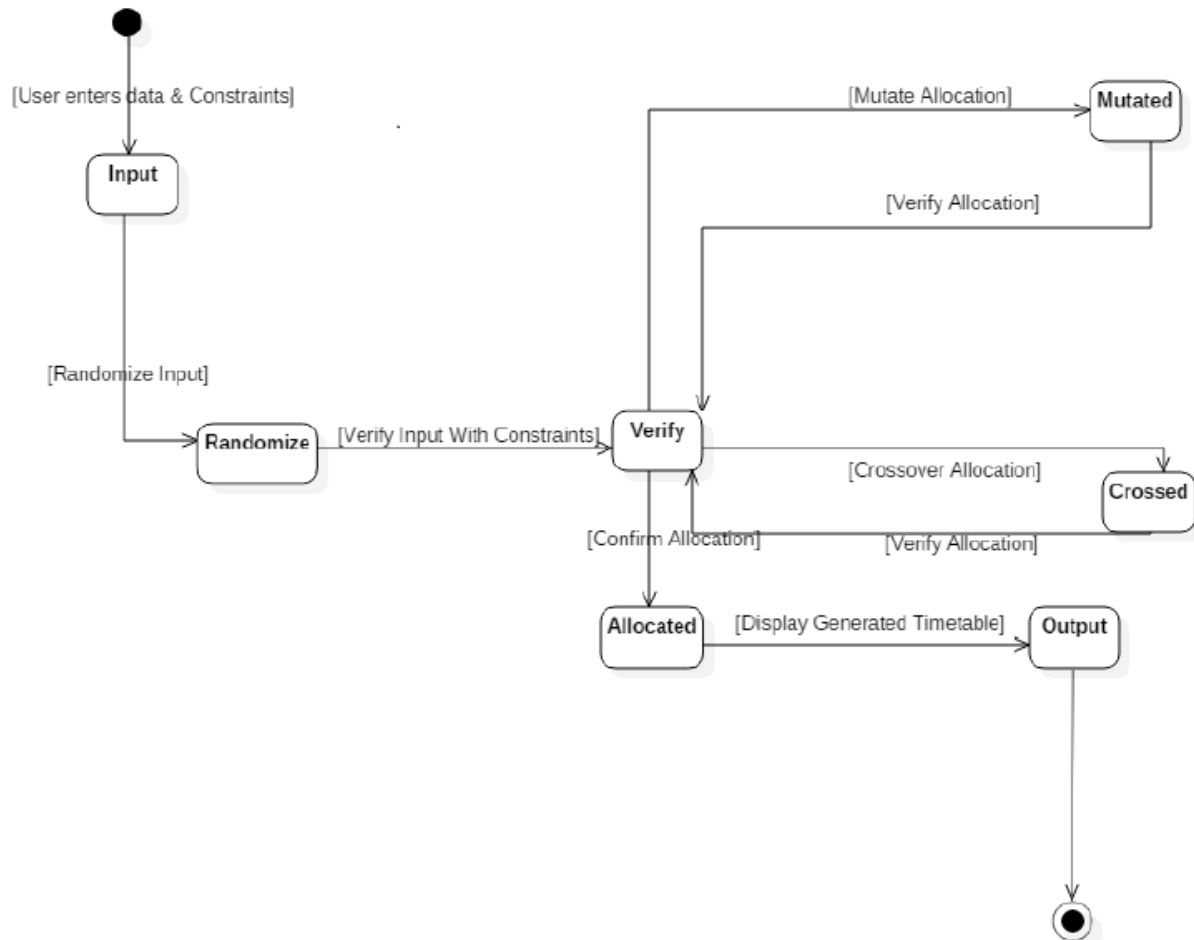 [User enters data & Constraints]
[Mutate Allocation]
Mutated
Input
[Verify Allocation]
[Randomize Input]
Randomize
[Verify Input With Constraints]
Verify
[Crossover Allocation]
Crossed
[Confirm Allocation]
[Verify Allocation]
Allocated
[Display Generated Timetable]
Output